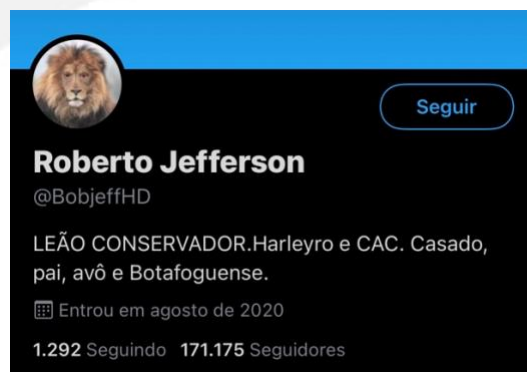 Seguir
Roberto Jefferson
@BobjeffHD
LEÃO CONSERVADOR.Harleyro e CAC. Casado,
pai, avô e Botafoguense.
Entrou em agosto de 2020
1.292 Seguindo 171.175 Seguidores